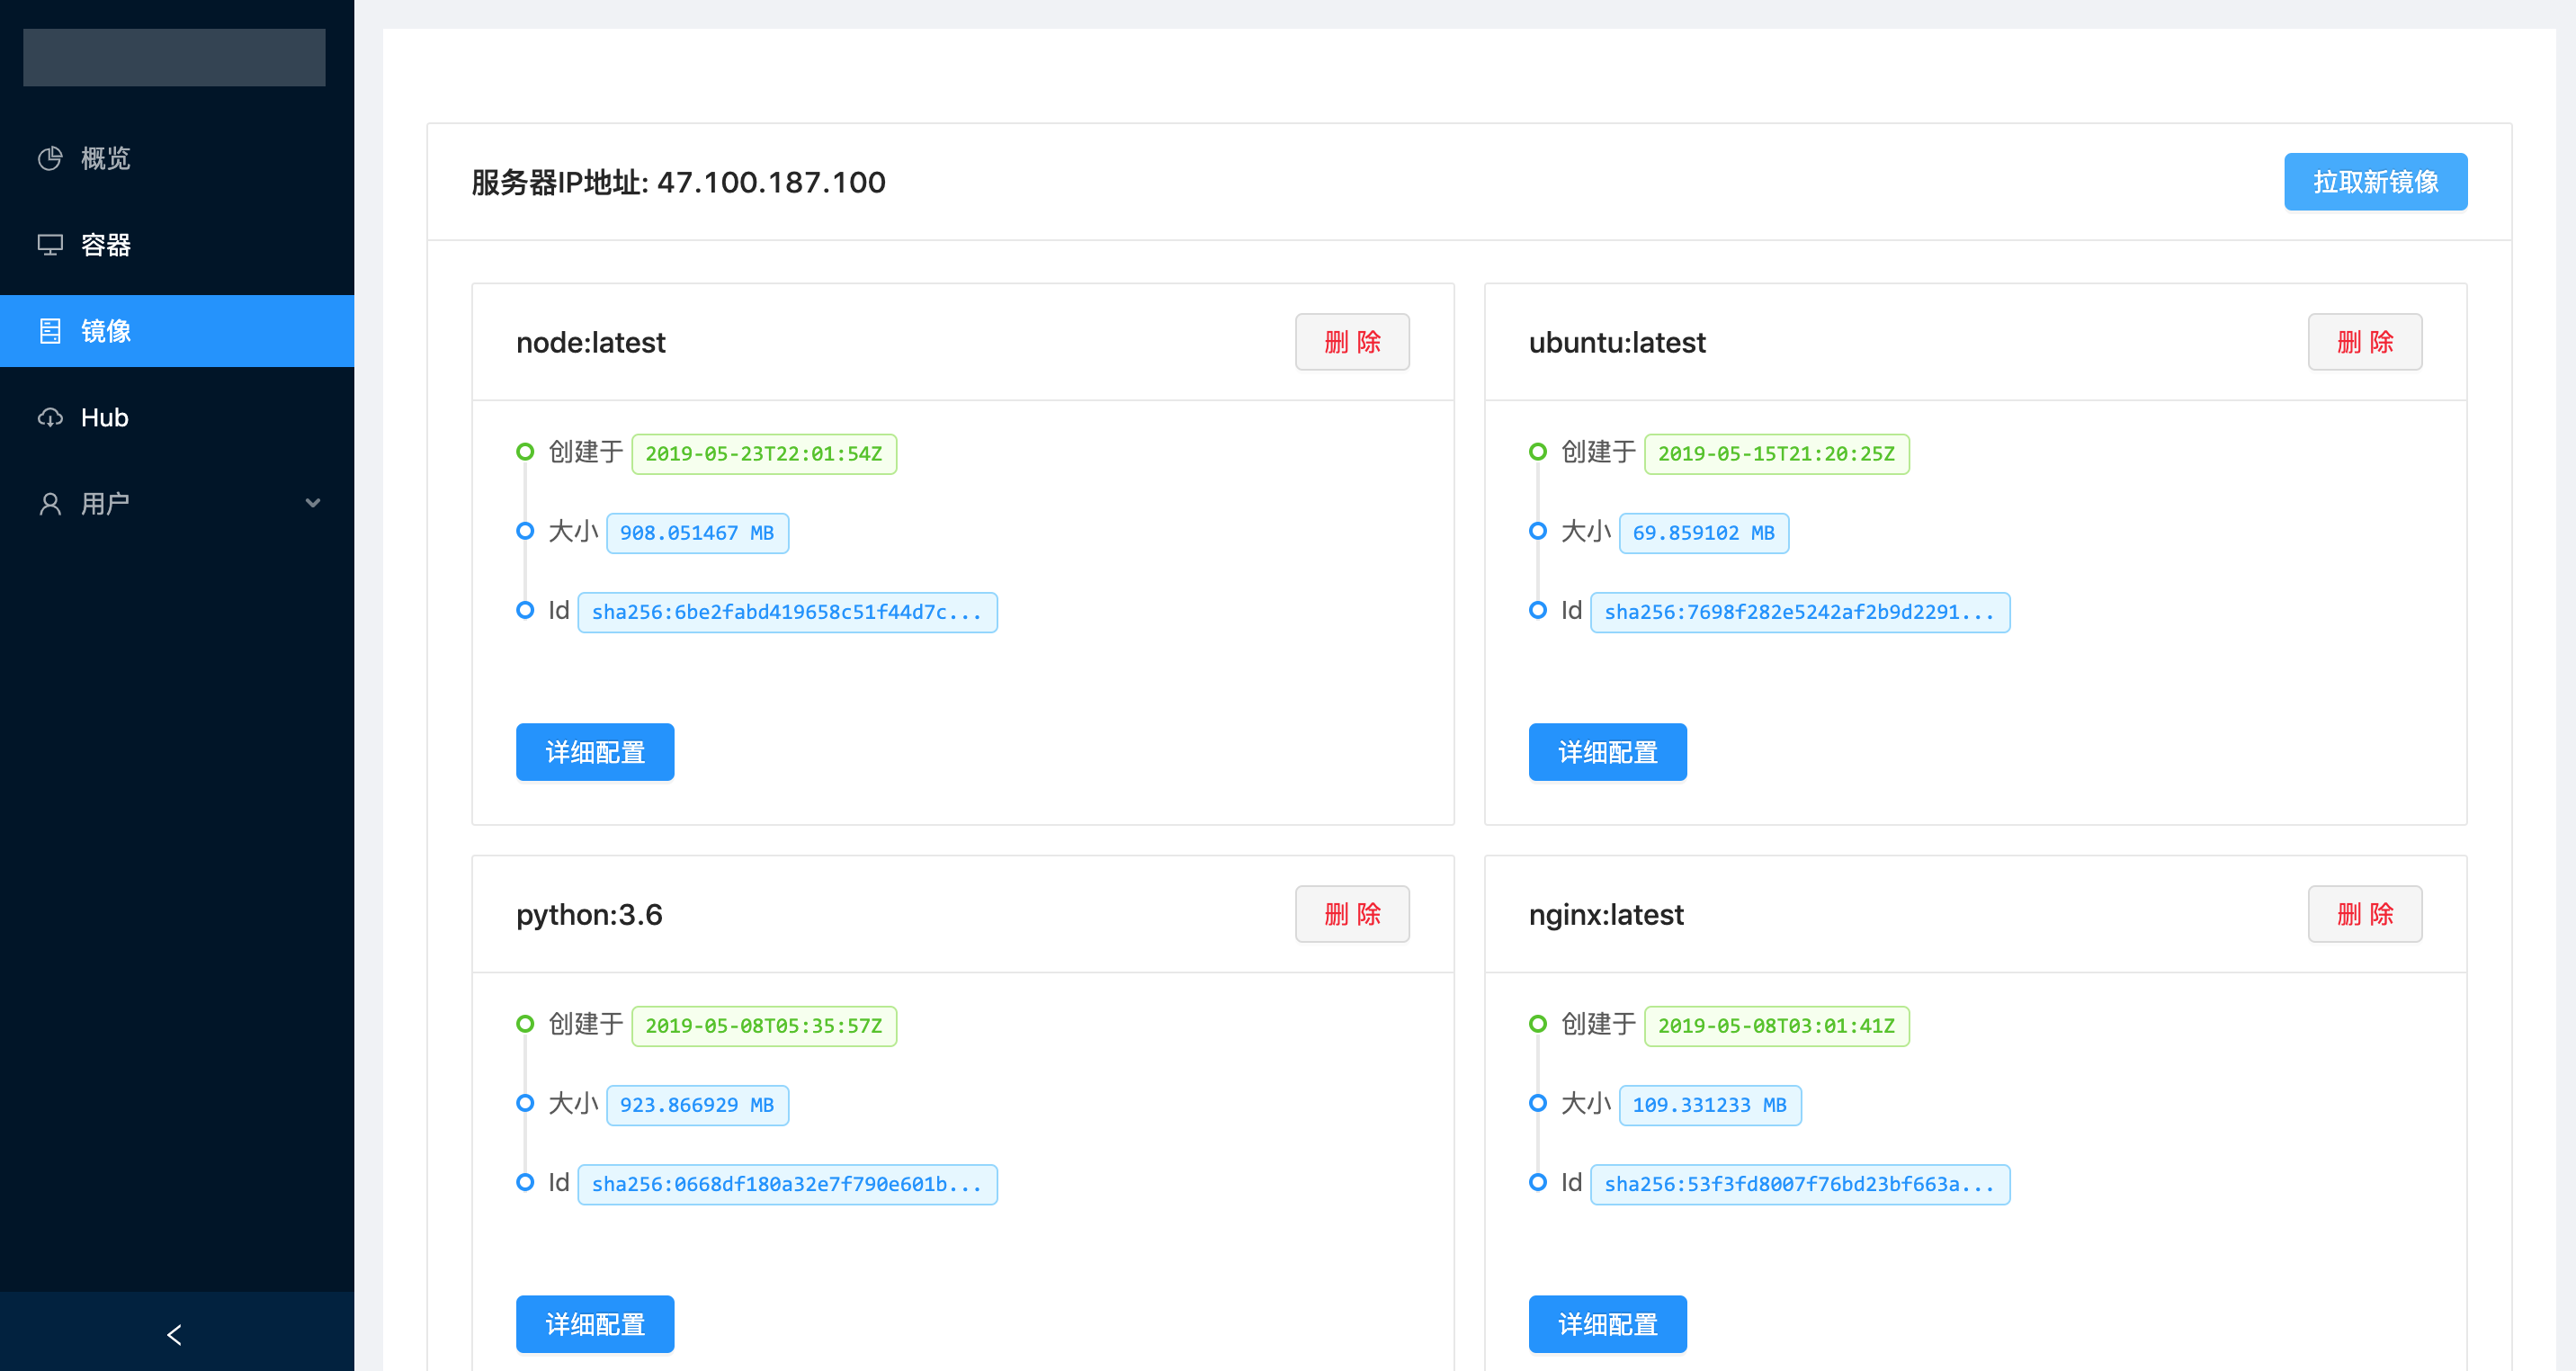 概览
容器
镜像
Hub
用户
服务器IP地址: 47.100.187.100
拉取新镜像
node:latest
删 除
创建于 2019-05-23T22:01:54Z
大小 908.051467 MB
Id sha256:6be2fabd419658c51f44d7c...
详细配置
ubuntu:latest
删 除
创建于 2019-05-15T21:20:25Z
大小 69.859102 MB
Id sha256:7698f282e5242af2b9d2291...
详细配置
python:3.6
删 除
创建于 2019-05-08T05:35:57Z
大小 923.866929 MB
Id sha256:0668df180a32e7f790e601b...
详细配置
nginx:latest
删 除
创建于 2019-05-08T03:01:41Z
大小 109.331233 MB
Id sha256:53f3fd8007f76bd23bf663a...
详细配置